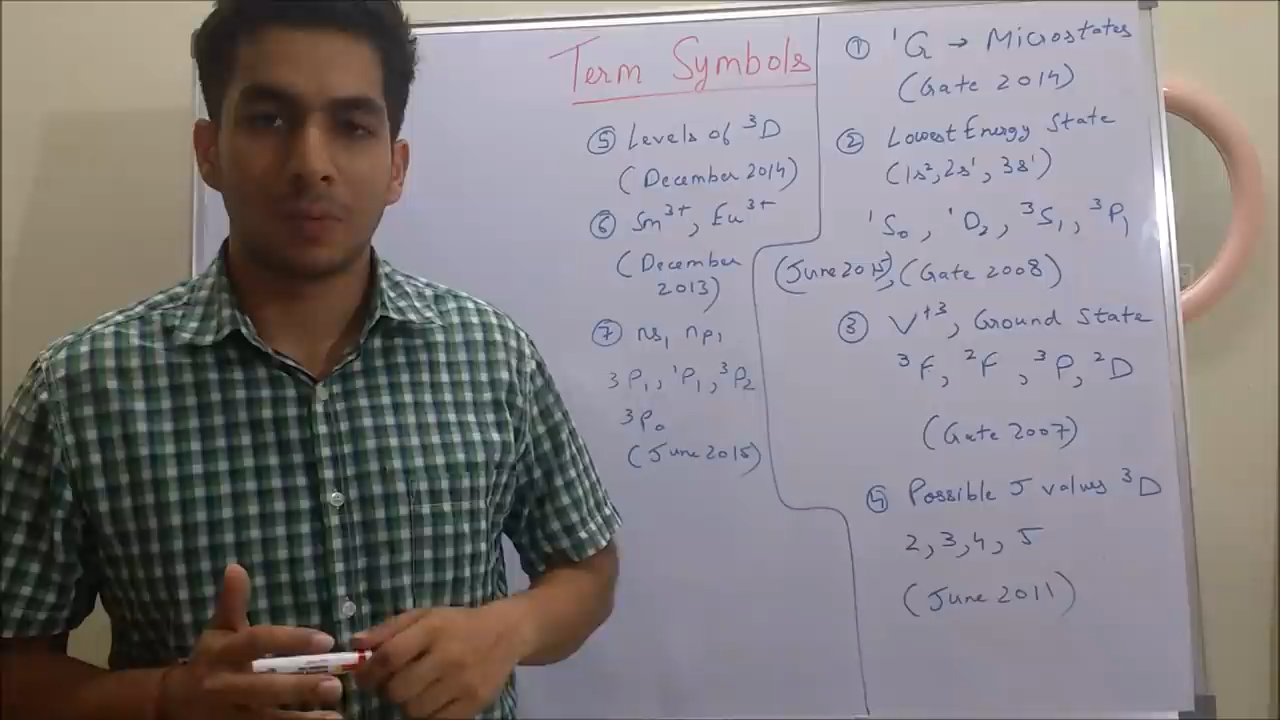 Term Symbols
① ¹G → Microstates
(Gate 2014)
② Lowest Energy State
(1s², 2s¹, 3s¹)
¹S₀, ¹D₂, ³S₁, ³P₁
(June 2015), (Gate 2008)
③ V⁺³, Ground State
³F, ²F, ³P, ²D
(Gate 2007)
④ Possible J values ³D
2, 3, 4, 5
(June 2011)
⑤ Levels of ³D
(December 2014)
⑥ Sm³⁺, Eu³⁺
(December
2013)
⑦ ns₁ np₁
3P₁, ¹P₁, ³P₂
³P₀
(June 2015)